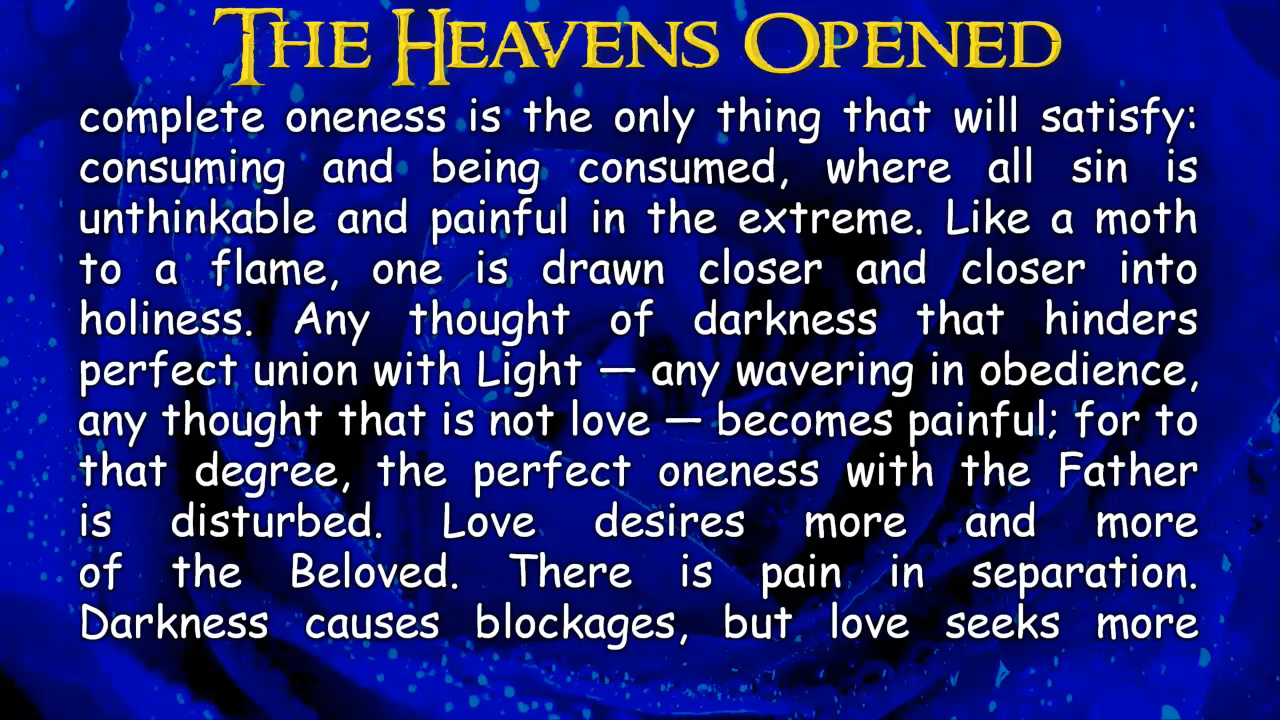 The Heavens Opened
complete oneness is the only thing that will satisfy:
consuming and being consumed, where all sin is
unthinkable and painful in the extreme. Like a moth
to a flame, one is drawn closer and closer into
holiness. Any thought of darkness that hinders
perfect union with Light — any wavering in obedience,
any thought that is not love — becomes painful; for to
that degree, the perfect oneness with the Father
is disturbed. Love desires more and more
of the Beloved. There is pain in separation.
Darkness causes blockages, but love seeks more